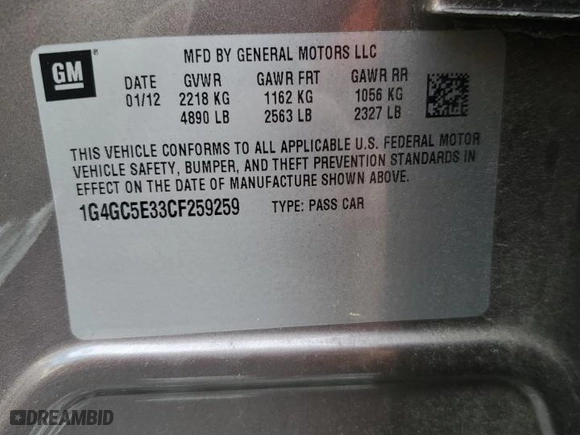 GM
MFD BY GENERAL MOTORS LLC
DATE GVWR GAWR FRT GAWR RR
01/12 2218 KG 1162 KG 1056 KG
4890 LB 2563 LB 2327 LB
THIS VEHICLE CONFORMS TO ALL APPLICABLE U.S. FEDERAL MOTOR
VEHICLE SAFETY, BUMPER, AND THEFT PREVENTION STANDARDS IN
EFFECT ON THE DATE OF MANUFACTURE SHOWN ABOVE.
1G4GC5E33CF259259 TYPE: PASS CAR
DREAMBID